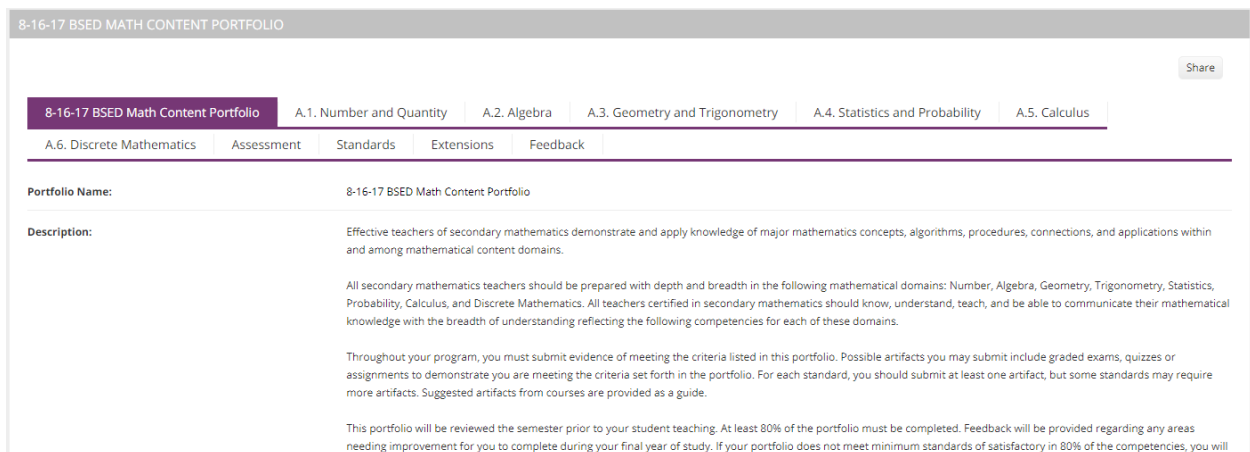 8-16-17 BSED MATH CONTENT PORTFOLIO
Share
8-16-17 BSED Math Content Portfolio A.1. Number and Quantity A.2. Algebra A.3. Geometry and Trigonometry A.4. Statistics and Probability A.5. Calculus
A.6. Discrete Mathematics Assessment Standards Extensions Feedback
Portfolio Name: 8-16-17 BSED Math Content Portfolio
Description: Effective teachers of secondary mathematics demonstrate and apply knowledge of major mathematics concepts, algorithms, procedures, connections, and applications within
and among mathematical content domains.
All secondary mathematics teachers should be prepared with depth and breadth in the following mathematical domains: Number, Algebra, Geometry, Trigonometry, Statistics,
Probability, Calculus, and Discrete Mathematics. All teachers certified in secondary mathematics should know, understand, teach, and be able to communicate their mathematical
knowledge with the breadth of understanding reflecting the following competencies for each of these domains.
Throughout your program, you must submit evidence of meeting the criteria listed in this portfolio. Possible artifacts you may submit include graded exams, quizzes or
assignments to demonstrate you are meeting the criteria set forth in the portfolio. For each standard, you should submit at least one artifact, but some standards may require
more artifacts. Suggested artifacts from courses are provided as a guide.
This portfolio will be reviewed the semester prior to your student teaching. At least 80% of the portfolio must be completed. Feedback will be provided regarding any areas
needing improvement for you to complete during your final year of study. If your portfolio does not meet minimum standards of satisfactory in 80% of the competencies, you will